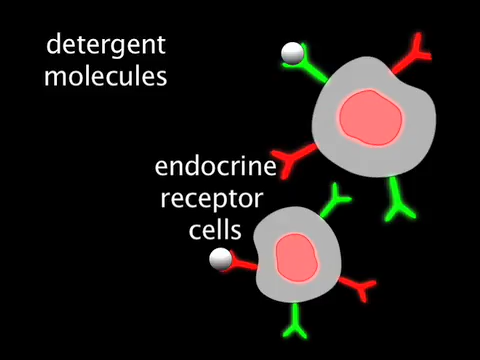 detergent
molecules
endocrine
receptor
cells